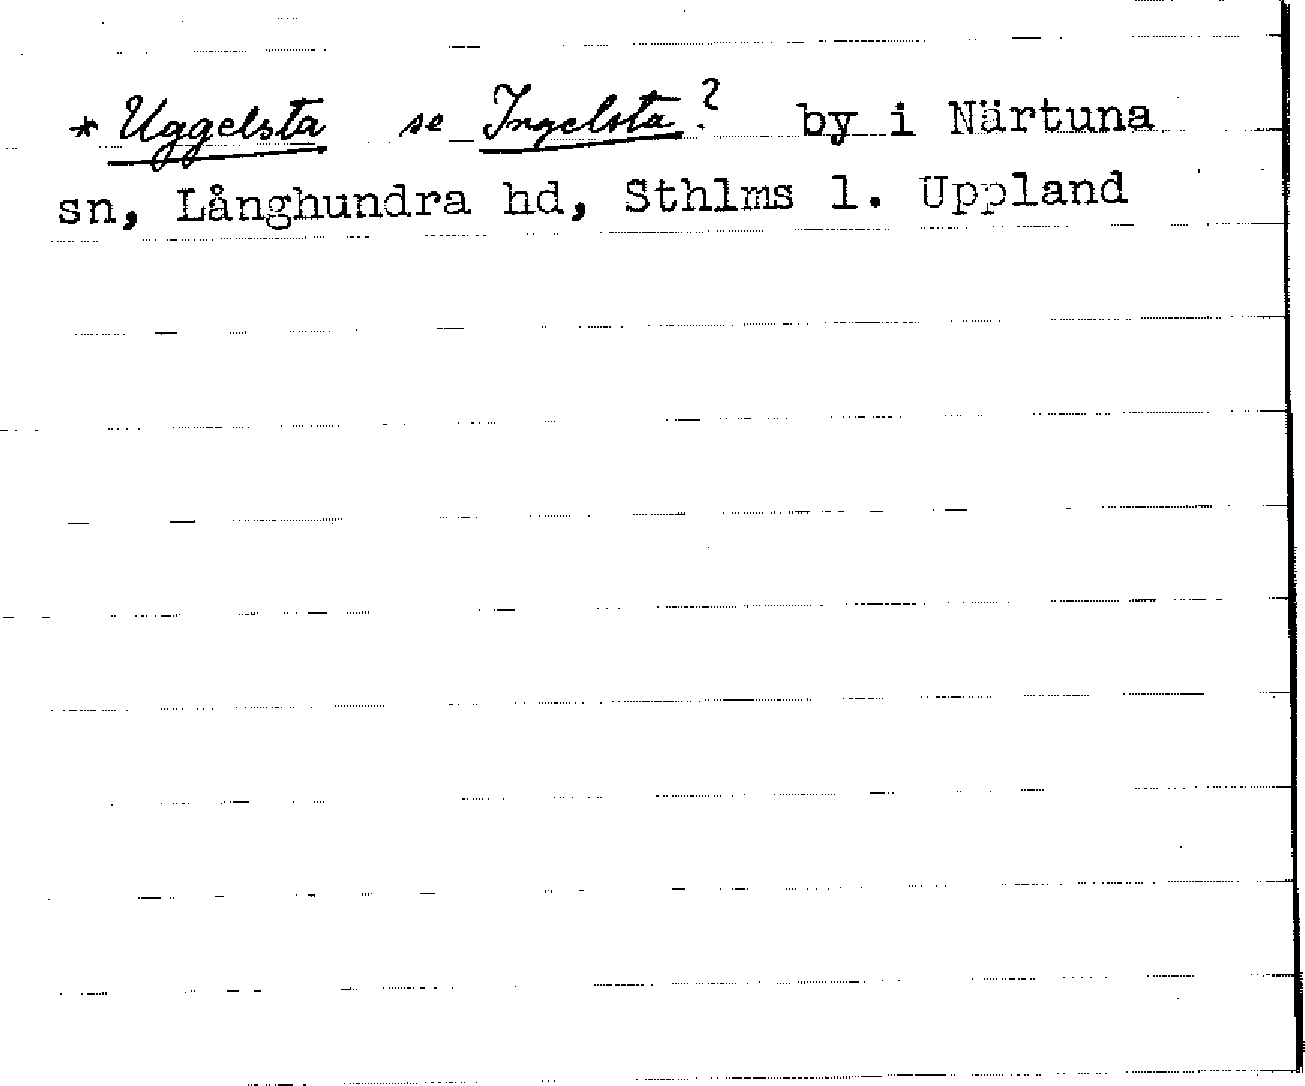 * Uggelsta se Ingelsta? by i Närtuna
sn, Långhundra hd, Sthlms l. Uppland